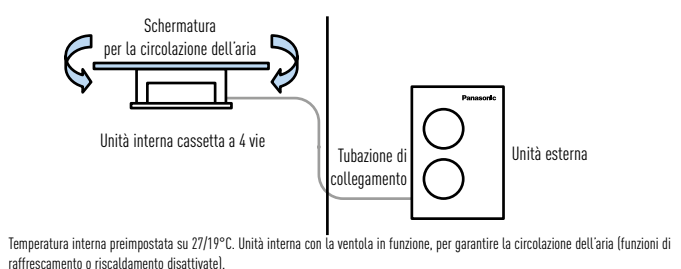 Schermatura
per la circolazione dell'aria
Unità interna cassetta a 4 vie
Panasonic
Tubazione di
collegamento
Unità esterna
Temperatura interna preimpostata su 27/19°C. Unità interna con la ventola in funzione, per garantire la circolazione dell'aria (funzioni di
raffrescamento o riscaldamento disattivate).